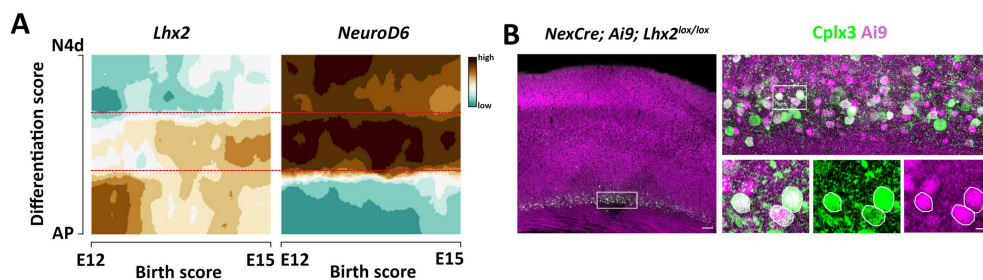 A
Lhx2
NeuroD6
N4d
Differentiation score
AP
E12
E15
Birth score
E12
E15
Birth score
high
low
B
NexCre; Ai9; Lhx2lox/lox
Cplx3 Ai9